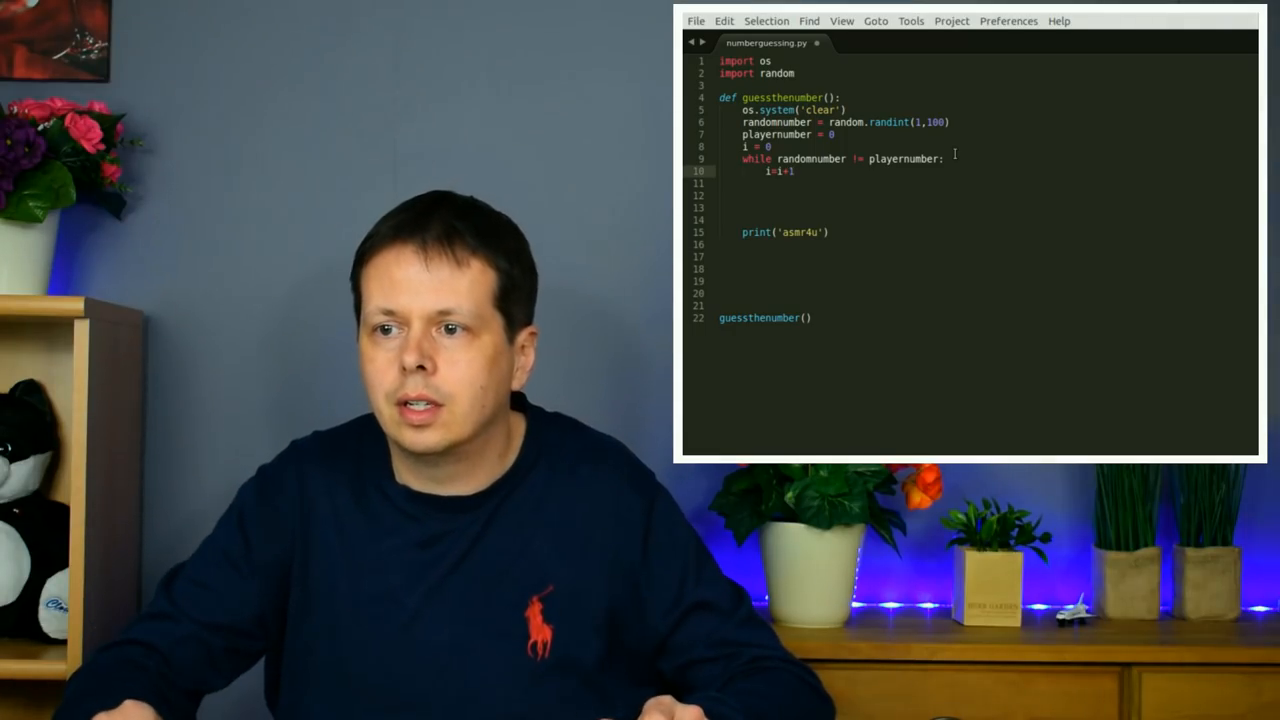 File Edit Selection Find View Goto Tools Project Preferences Help
numberguessing.py
1 import os
2 import random
3
4 def guessthenumber():
5 os.system('clear')
6 randomnumber = random.randint(1,100)
7 playernumber = 0
8 i = 0
9 while randomnumber != playernumber:
10 i=i+1
11
12
13
14
15 print('asmr4u')
16
17
18
19
20
21
22 guessthenumber()